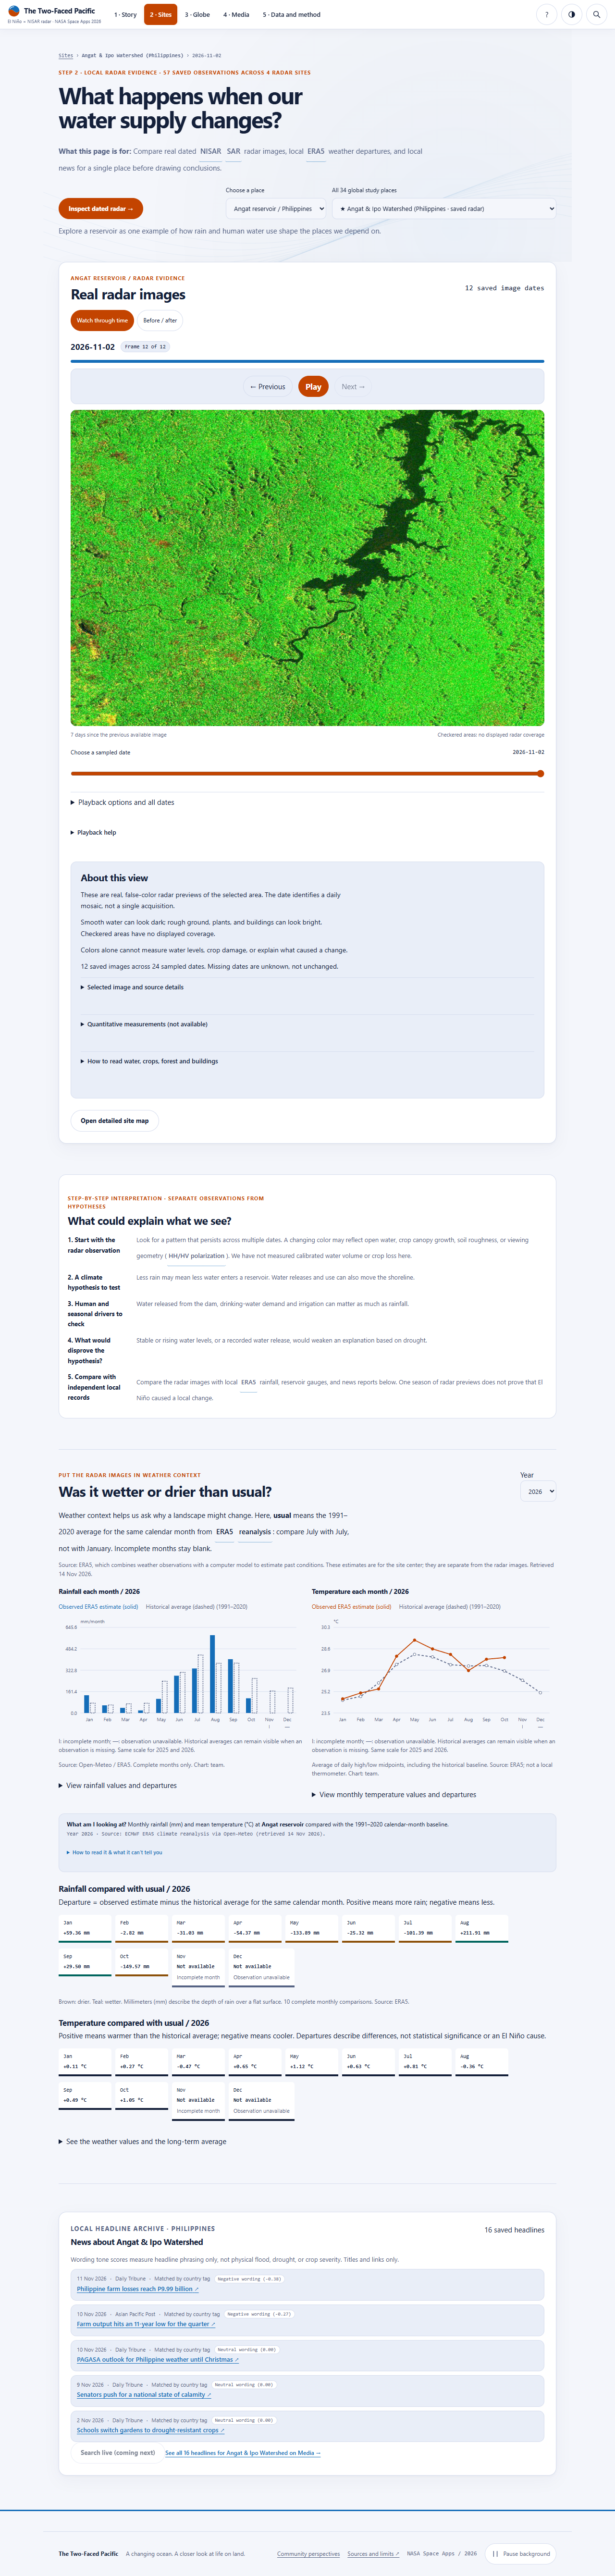 The Two-Faced Pacific
El Niño × NISAR radar · NASA Space Apps 2026
1 · Story
2 · Sites
3 · Globe
4 · Media
5 · Data and method
?
Sites › Angat & Ipo Watershed (Philippines) › 2026-11-02
STEP 2 · LOCAL RADAR EVIDENCE · 57 SAVED OBSERVATIONS ACROSS 4 RADAR SITES
What happens when our
water supply changes?
What this page is for: Compare real dated NISAR SAR radar images, local ERA5 weather departures, and local
news for a single place before drawing conclusions.
Choose a place
All 34 global study places
Inspect dated radar →
Angat reservoir / Philippines
★ Angat & Ipo Watershed (Philippines · saved radar)
Explore a reservoir as one example of how rain and human water use shape the places we depend on.
ANGAT RESERVOIR / RADAR EVIDENCE
Real radar images
12 saved image dates
Watch through time
Before / after
2026-11-02
Frame 12 of 12
← Previous
Play
Next →
7 days since the previous available image
Checkered areas: no displayed radar coverage
Choose a sampled date
2026-11-02
▶ Playback options and all dates
▶ Playback help
About this view
These are real, false-color radar previews of the selected area. The date identifies a daily
mosaic, not a single acquisition.
Smooth water can look dark; rough ground, plants, and buildings can look bright.
Checkered areas have no displayed coverage.
Colors alone cannot measure water levels, crop damage, or explain what caused a change.
12 saved images across 24 sampled dates. Missing dates are unknown, not unchanged.
▶ Selected image and source details
▶ Quantitative measurements (not available)
▶ How to read water, crops, forest and buildings
Open detailed site map
STEP-BY-STEP INTERPRETATION · SEPARATE OBSERVATIONS FROM
HYPOTHESES
What could explain what we see?
1. Start with the
radar observation
Look for a pattern that persists across multiple dates. A changing color may reflect open water, crop canopy growth, soil roughness, or viewing
geometry ( HH/HV polarization ). We have not measured calibrated water volume or crop loss here.
2. A climate
hypothesis to test
Less rain may mean less water enters a reservoir. Water releases and use can also move the shoreline.
3. Human and
seasonal drivers to
check
Water released from the dam, drinking-water demand and irrigation can matter as much as rainfall.
4. What would
disprove the
hypothesis?
Stable or rising water levels, or a recorded water release, would weaken an explanation based on drought.
5. Compare with
independent local
records
Compare the radar images with local ERA5 rainfall, reservoir gauges, and news reports below. One season of radar previews does not prove that El
Niño caused a local change.
PUT THE RADAR IMAGES IN WEATHER CONTEXT
Was it wetter or drier than usual?
Year
2026
Weather context helps us ask why a landscape might change. Here, usual means the 1991–
2020 average for the same calendar month from ERA5 reanalysis : compare July with July,
not with January. Incomplete months stay blank.
Source: ERA5, which combines weather observations with a computer model to estimate past conditions. These estimates are for the site center; they are separate from the radar images. Retrieved
14 Nov 2026.
Rainfall each month / 2026
Observed ERA5 estimate (solid) Historical average (dashed) (1991–2020)
mm/month
645.8
484.2
322.8
161.4
0.0
Jan Feb Mar Apr May Jun Jul Aug Sep Oct Nov Dec
I —
I: incomplete month; —: observation unavailable. Historical averages can remain visible when an
observation is missing. Same scale for 2025 and 2026.
Source: Open-Meteo / ERA5. Complete months only. Chart: team.
▶ View rainfall values and departures
Temperature each month / 2026
Observed ERA5 estimate (solid) Historical average (dashed) (1991–2020)
°C
30.3
28.6
26.9
25.2
23.5
Jan Feb Mar Apr May Jun Jul Aug Sep Oct Nov Dec
I —
I: incomplete month; —: observation unavailable. Historical averages can remain visible when an
observation is missing. Same scale for 2025 and 2026.
Average of daily high/low midpoints, including the historical baseline. Source: ERA5; not a local
thermometer. Chart: team.
▶ View monthly temperature values and departures
What am I looking at? Monthly rainfall (mm) and mean temperature (°C) at Angat reservoir compared with the 1991–2020 calendar-month baseline.
Year 2026 · Source: ECMWF ERA5 climate reanalysis via Open-Meteo (retrieved 14 Nov 2026).
▶ How to read it & what it can't tell you
Rainfall compared with usual / 2026
Departure = observed estimate minus the historical average for the same calendar month. Positive means more rain; negative means less.
Jan Feb Mar Apr May Jun Jul Aug
+59.36 mm -2.82 mm -31.03 mm -54.37 mm -133.89 mm -25.32 mm -101.39 mm +211.91 mm
Sep Oct Nov Dec
+29.50 mm -149.57 mm Not available Not available
Incomplete month Observation unavailable
Brown: drier. Teal: wetter. Millimeters (mm) describe the depth of rain over a flat surface. 10 complete monthly comparisons. Source: ERA5.
Temperature compared with usual / 2026
Positive means warmer than the historical average; negative means cooler. Departures describe differences, not statistical significance or an El Niño cause.
Jan Feb Mar Apr May Jun Jul Aug
+0.11 °C +0.27 °C -0.47 °C +0.65 °C +1.12 °C +0.63 °C +0.81 °C -0.36 °C
Sep Oct Nov Dec
+0.49 °C +1.05 °C Not available Not available
Incomplete month Observation unavailable
▶ See the weather values and the long-term average
LOCAL HEADLINE ARCHIVE · PHILIPPINES
News about Angat & Ipo Watershed
16 saved headlines
Wording tone scores measure headline phrasing only, not physical flood, drought, or crop severity. Titles and links only.
11 Nov 2026 · Daily Tribune · Matched by country tag Negative wording (-0.38)
Philippine farm losses reach P9.99 billion ↗
10 Nov 2026 · Asian Pacific Post · Matched by country tag Negative wording (-0.27)
Farm output hits an 11-year low for the quarter ↗
10 Nov 2026 · Daily Tribune · Matched by country tag Neutral wording (0.00)
PAGASA outlook for Philippine weather until Christmas ↗
9 Nov 2026 · Daily Tribune · Matched by country tag Neutral wording (0.00)
Senators push for a national state of calamity ↗
2 Nov 2026 · Daily Tribune · Matched by country tag Neutral wording (0.00)
Schools switch gardens to drought-resistant crops ↗
Search live (coming next)
See all 16 headlines for Angat & Ipo Watershed on Media →
The Two-Faced Pacific
A changing ocean. A closer look at life on land.
Community perspectives
Sources and limits ↗
NASA Space Apps / 2026
Pause background